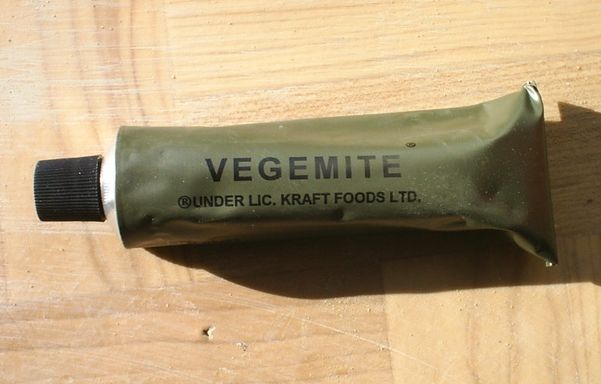 VEGEMITE ®
®UNDER LIC. KRAFT FOODS LTD.